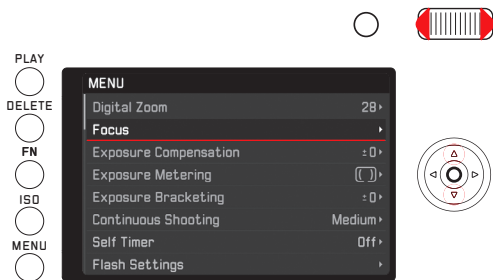 PLAY
DELETE
FN
ISO
MENU
MENU
Digital Zoom 28
Focus
Exposure Compensation ±0
Exposure Metering
Exposure Bracketing ±0
Continuous Shooting Medium
Self Timer Off
Flash Settings